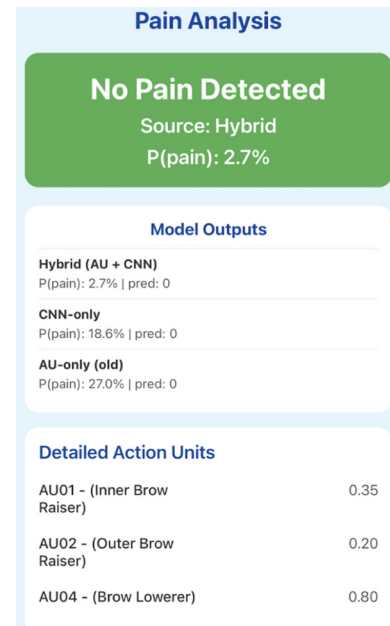 Pain Analysis
No Pain Detected
Source: Hybrid
P(pain): 2.7%
Model Outputs
Hybrid (AU + CNN)
P(pain): 2.7% | pred: 0
CNN-only
P(pain): 18.6% | pred: 0
AU-only (old)
P(pain): 27.0% | pred: 0
Detailed Action Units
AU01 - (Inner Brow 0.35
Raiser)
AU02 - (Outer Brow 0.20
Raiser)
AU04 - (Brow Lowerer) 0.80